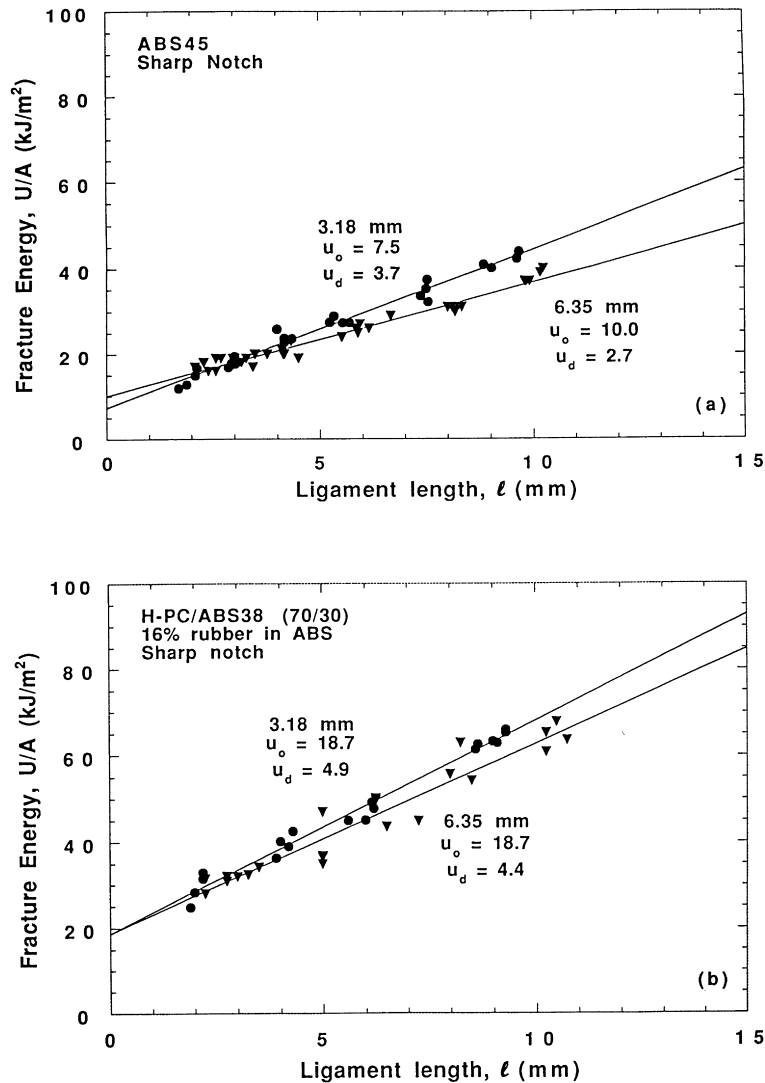 100
80
60
40
20
0
Fracture Energy, U/A (kJ/m²)
ABS45
Sharp Notch
3.18 mm
u₀ = 7.5
u_d = 3.7
6.35 mm
u₀ = 10.0
u_d = 2.7
(a)
0 5 10 15
Ligament length, ℓ (mm)
100
80
60
40
20
0
Fracture Energy, U/A (kJ/m²)
H-PC/ABS38 (70/30)
16% rubber in ABS
Sharp notch
3.18 mm
u₀ = 18.7
u_d = 4.9
6.35 mm
u₀ = 18.7
u_d = 4.4
(b)
0 5 10 15
Ligament length, ℓ (mm)